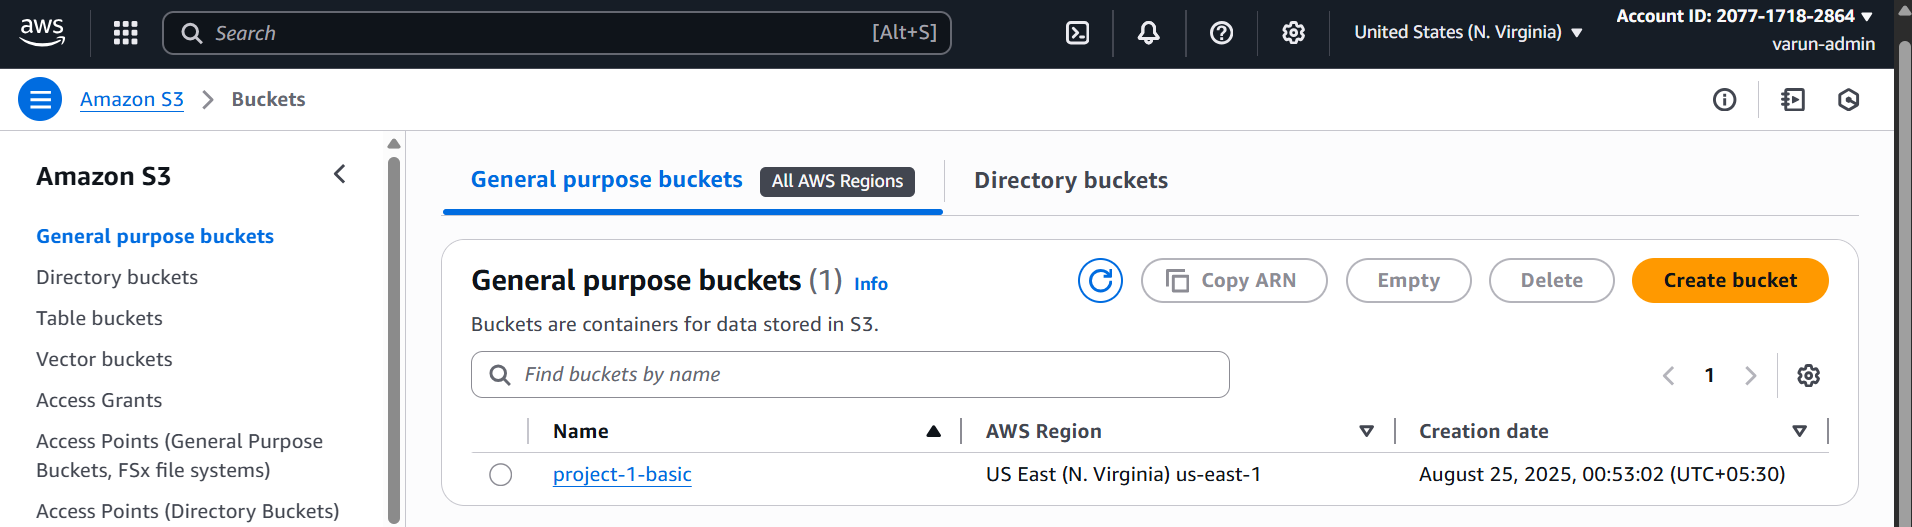 aws
Search
[Alt+S]
United States (N. Virginia)
Account ID: 2077-1718-2864
varun-admin
Amazon S3
Buckets
Amazon S3
General purpose buckets
Directory buckets
Table buckets
Vector buckets
Access Grants
Access Points (General Purpose
Buckets, FSx file systems)
Access Points (Directory Buckets)
General purpose buckets All AWS Regions
Directory buckets
General purpose buckets (1) Info
Copy ARN
Empty
Delete
Create bucket
Buckets are containers for data stored in S3.
Find buckets by name
1
Name AWS Region Creation date
project-1-basic US East (N. Virginia) us-east-1 August 25, 2025, 00:53:02 (UTC+05:30)